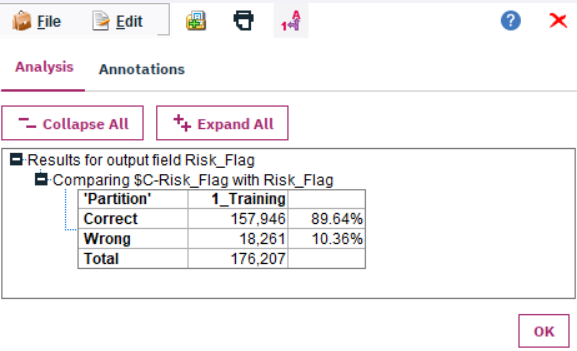 File Edit
Analysis Annotations
Collapse All Expand All
Results for output field Risk_Flag
Comparing $C-Risk_Flag with Risk_Flag
'Partition' 1_Training
Correct 157,946 89.64%
Wrong 18,261 10.36%
Total 176,207
OK